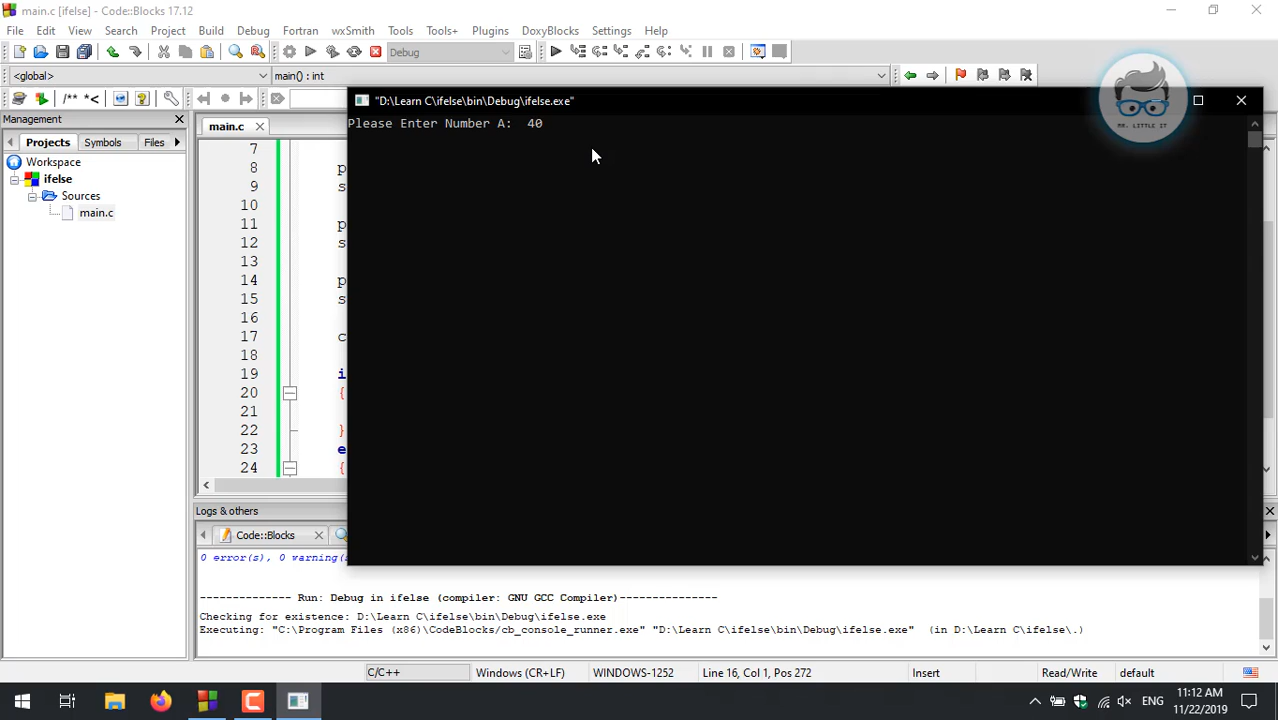 main.c [ifelse] - Code::Blocks 17.12
File Edit View Search Project Build Debug Fortran wxSmith Tools Tools+ Plugins DoxyBlocks Settings Help
Debug
<global> main() : int
/** *<
MR. LITTLE IT
Management
Projects Symbols Files
Workspace
ifelse
Sources
main.c
main.c
7
8 p
9 s
10
11 p
12 s
13
14 p
15 s
16
17 c
18
19 i
20 {
21
22 }
23 e
24 {
"D:\Learn C\ifelse\bin\Debug\ifelse.exe"
Please Enter Number A:  40
Logs & others
Code::Blocks
0 error(s), 0 warning(s
-------------- Run: Debug in ifelse (compiler: GNU GCC Compiler)---------------
Checking for existence: D:\Learn C\ifelse\bin\Debug\ifelse.exe
Executing: "C:\Program Files (x86)\CodeBlocks/cb_console_runner.exe" "D:\Learn C\ifelse\bin\Debug\ifelse.exe"  (in D:\Learn C\ifelse\.)
C/C++ Windows (CR+LF) WINDOWS-1252 Line 16, Col 1, Pos 272 Insert Read/Write default
ENG
11:12 AM
11/22/2019